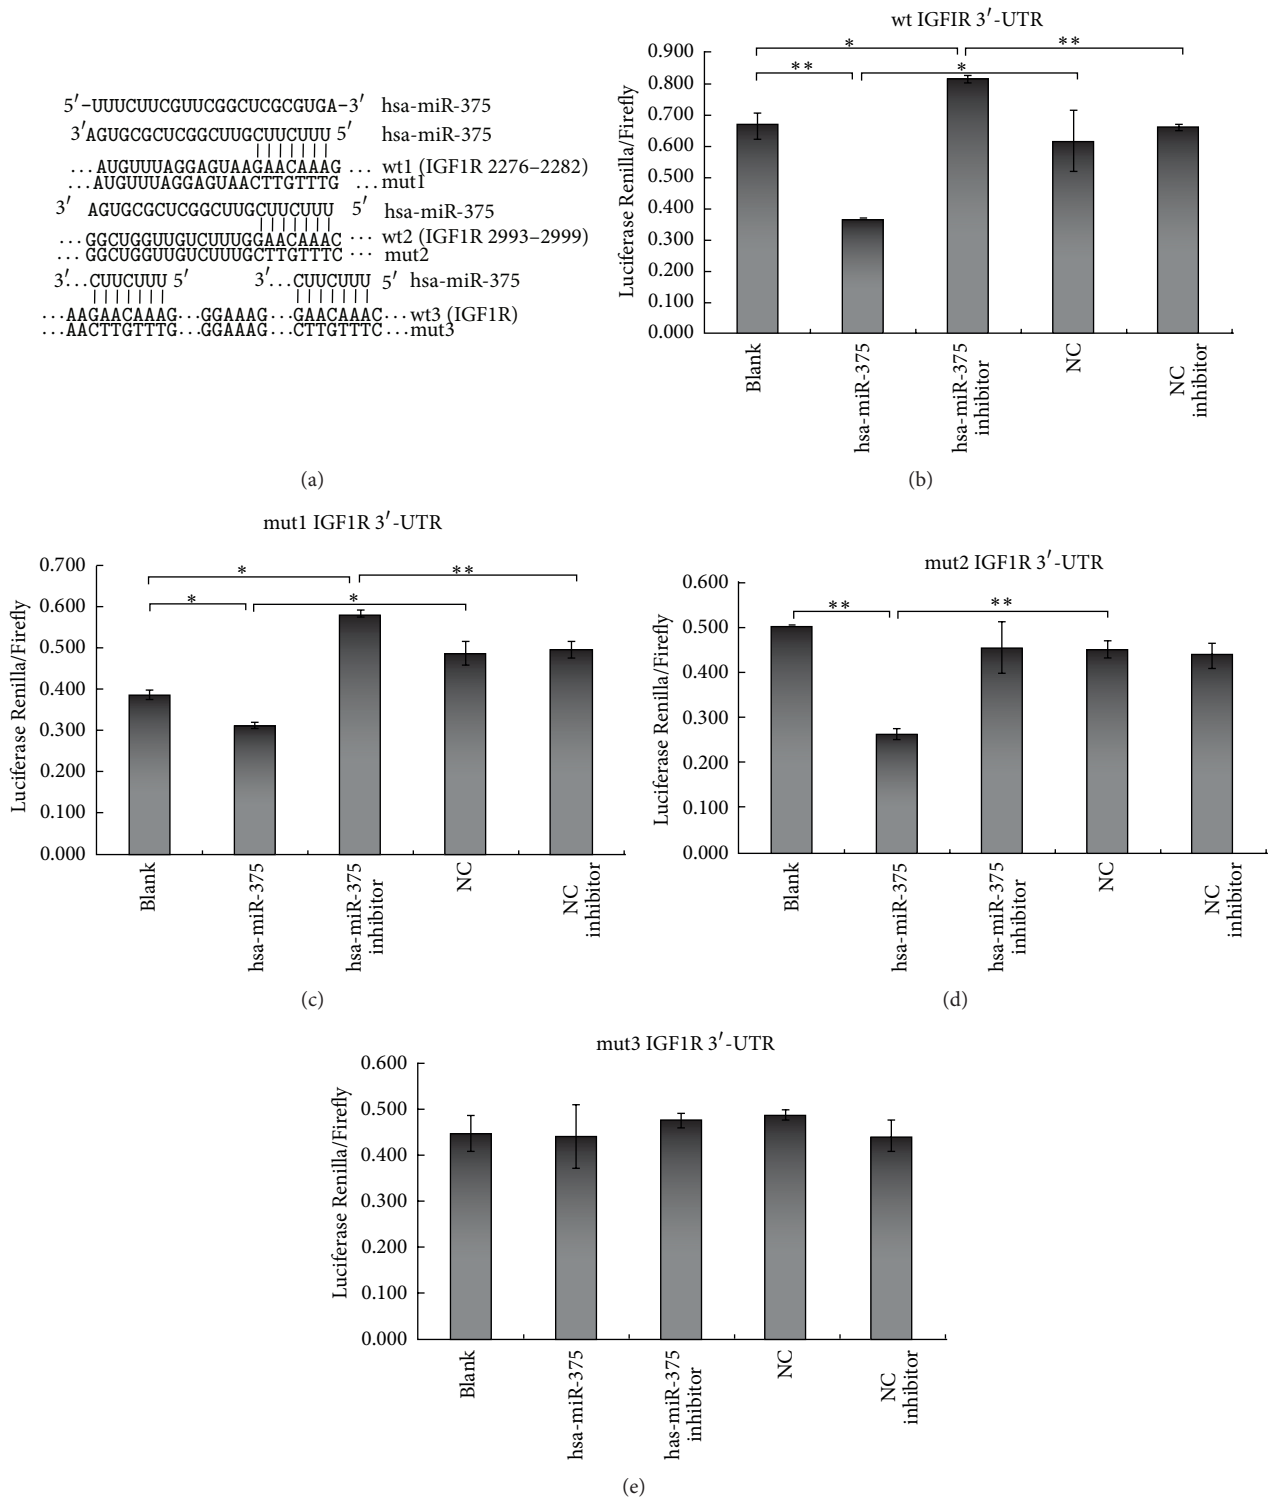 5′-UUUCUUCGUUCGGCUCGCGUGA-3′ hsa-miR-375
3′AGUGCGCUCGGCUUGCUUCUUU 5′ hsa-miR-375
...AUGUUUAGGAGUAAGAACAAAG ... wt1 (IGF1R 2276–2282)
...AUGUUUAGGAGUAACTTGTTTG ...mut1
3′ AGUGCGCUCGGCUUGCUUCUUU 5′ hsa-miR-375
...GGCUGGUUGUCUUUGGAACAAAC ... wt2 (IGF1R 2993–2999)
...GGCUGGUUGUCUUUGCTTGTTTC ... mut2
3′...CUUCUUU 5′ 3′...CUUCUUU 5′ hsa-miR-375
...AAGAACAAAG...GGAAAG...GAACAAAC...wt3 (IGF1R)
...AACTTGTTTG...GGAAAG...CTTGTTTC...mut3
(a)
wt IGFIR 3′-UTR
Luciferase Renilla/Firefly
0.900
0.800
0.700
0.600
0.500
0.400
0.300
0.200
0.100
0.000
* **
** *
Blank
hsa-miR-375
hsa-miR-375
inhibitor
NC
NC
inhibitor
(b)
mut1 IGF1R 3′-UTR
Luciferase Renilla/Firefly
0.700
0.600
0.500
0.400
0.300
0.200
0.100
0.000
* **
* *
Blank
hsa-miR-375
hsa-miR-375
inhibitor
NC
NC
inhibitor
(c)
mut2 IGF1R 3′-UTR
Luciferase Renilla/Firefly
0.600
0.500
0.400
0.300
0.200
0.100
0.000
** **
Blank
hsa-miR-375
hsa-miR-375
inhibitor
NC
NC
inhibitor
(d)
mut3 IGF1R 3′-UTR
Luciferase Renilla/Firefly
0.600
0.500
0.400
0.300
0.200
0.100
0.000
Blank
hsa-miR-375
has-miR-375
inhibitor
NC
NC
inhibitor
(e)